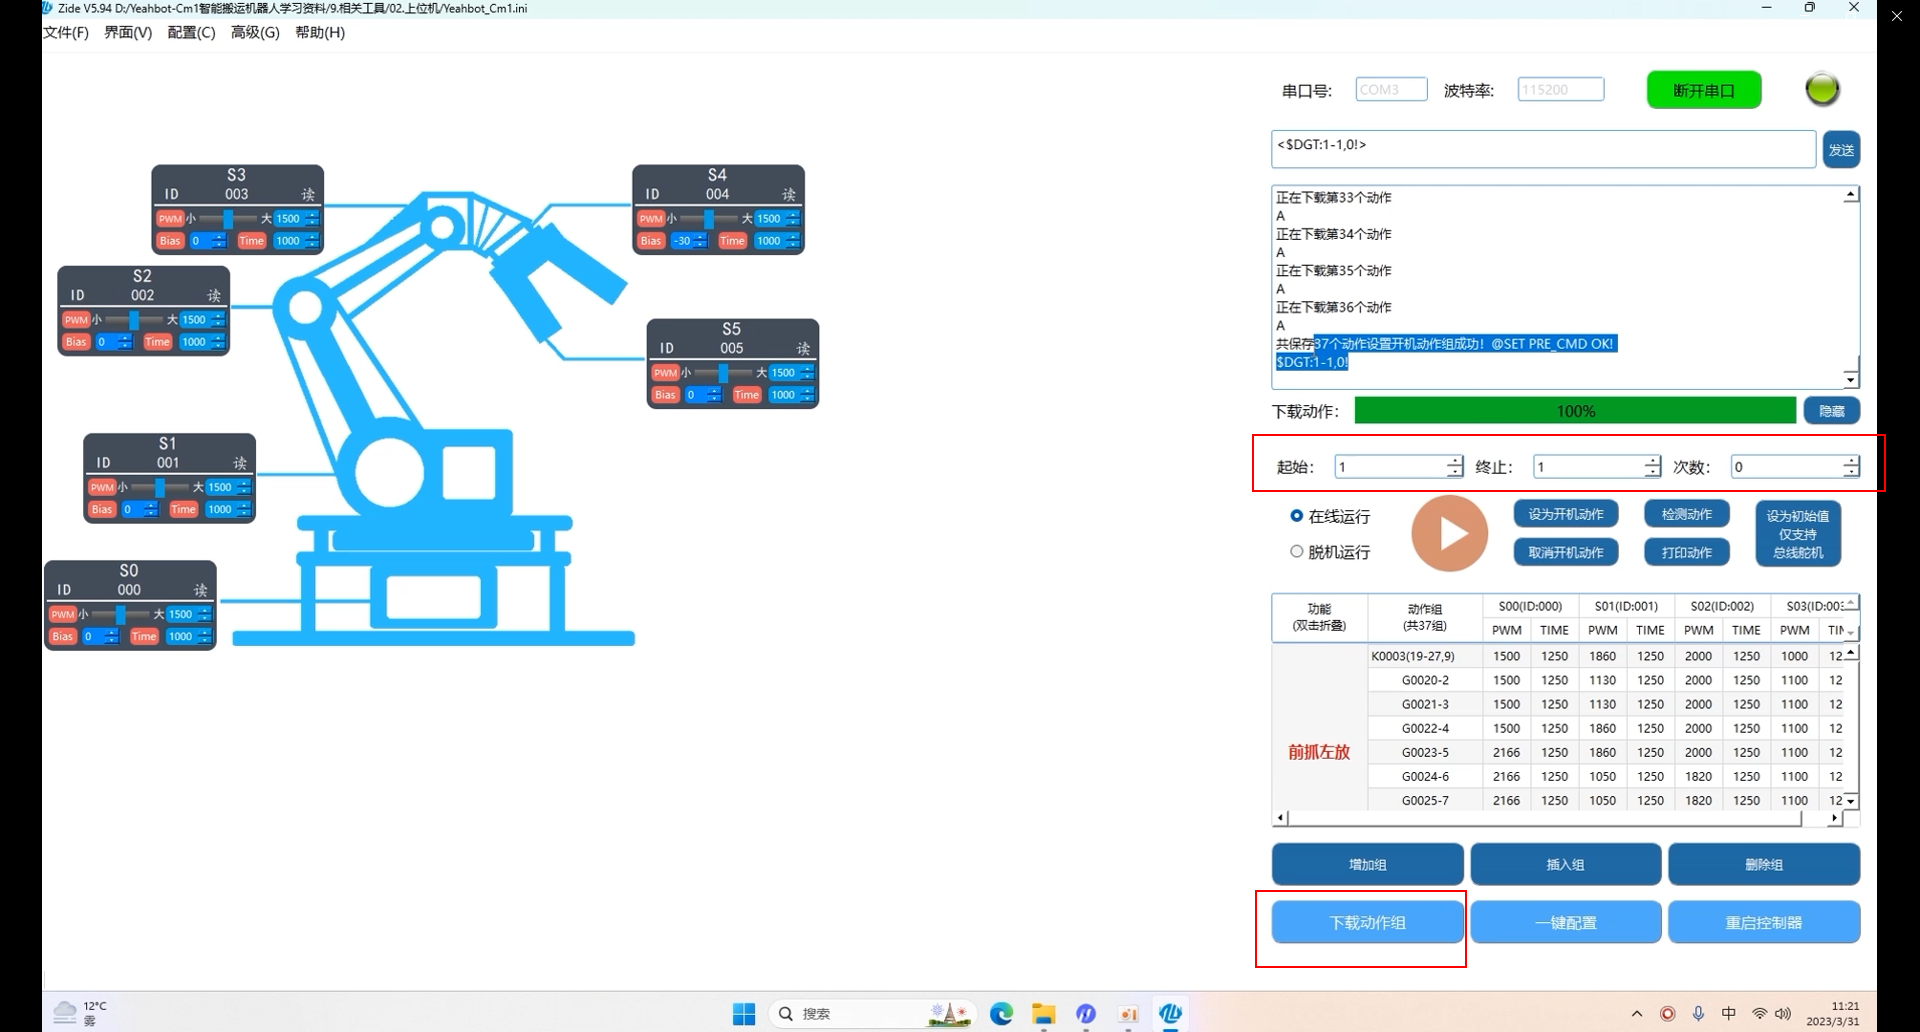 Zide V5.94 D:/Yeahbot-Cm1智能搬运机器人学习资料/9.相关工具/02.上位机/Yeahbot_Cm1.ini
文件(F) 界面(V) 配置(C) 高级(G) 帮助(H)
串口号: COM3 波特率: 115200 断开串口
<$DGT:1-1,0!> 发送
正在下载第33个动作
A
正在下载第34个动作
A
正在下载第35个动作
A
正在下载第36个动作
A
共保存37个动作设置开机动作组成功！@SET PRE_CMD OK!
$DGT:1-1,0!
下载动作: 100% 隐藏
起始: 1 终止: 1 次数: 0
在线运行 设为开机动作 检测动作 设为初始值
仅支持
总线舵机
脱机运行 取消开机动作 打印动作
S3
ID 003 读
PWM 小 大 1500
Bias 0 Time 1000
S4
ID 004 读
PWM 小 大 1500
Bias -30 Time 1000
S2
ID 002 读
PWM 小 大 1500
Bias 0 Time 1000
S5
ID 005 读
PWM 小 大 1500
Bias 0 Time 1000
S1
ID 001 读
PWM 小 大 1500
Bias 0 Time 1000
S0
ID 000 读
PWM 小 大 1500
Bias 0 Time 1000
功能
(双击折叠)
动作组
(共37组)
S00(ID:000) S01(ID:001) S02(ID:002) S03(ID:003
PWM TIME PWM TIME PWM TIME PWM TIM
K0003(19-27,9) 1500 1250 1860 1250 2000 1250 1000 12
G0020-2 1500 1250 1130 1250 2000 1250 1100 12
G0021-3 1500 1250 1130 1250 2000 1250 1100 12
G0022-4 1500 1250 1860 1250 2000 1250 1100 12
前抓左放 G0023-5 2166 1250 1860 1250 2000 1250 1100 12
G0024-6 2166 1250 1050 1250 1820 1250 1100 12
G0025-7 2166 1250 1050 1250 1820 1250 1100 12
增加组 插入组 删除组
下载动作组 一键配置 重启控制器
12°C
雾
搜索
中
11:21
2023/3/31